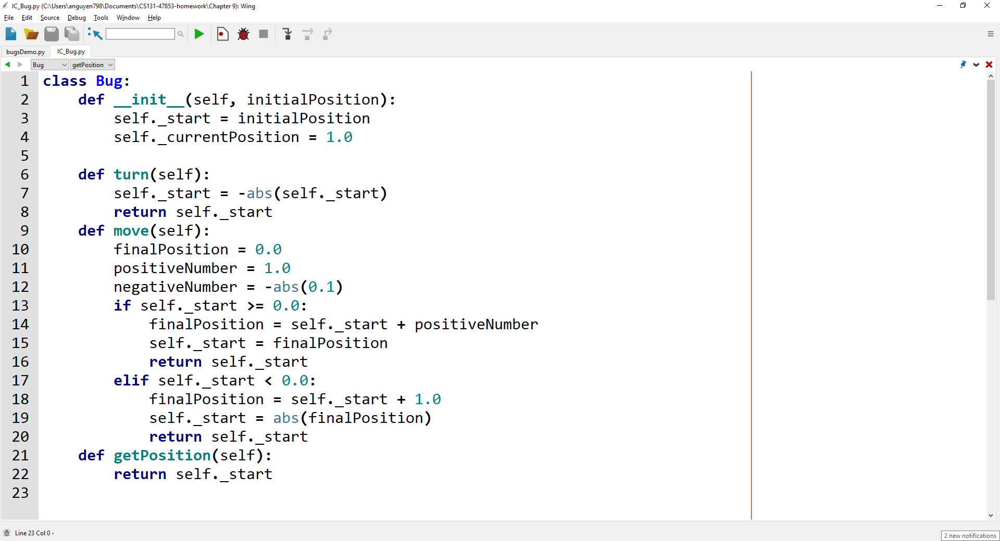 IC_Bug.py (C:\Users\anguyen798\Documents\CS131-47853-homework\Chapter 9): Wing
File Edit Source Debug Tools Window Help
bugsDemo.py IC_Bug.py
Bug getPosition
1 class Bug:
2     def __init__(self, initialPosition):
3         self._start = initialPosition
4         self._currentPosition = 1.0
5
6     def turn(self):
7         self._start = -abs(self._start)
8         return self._start
9     def move(self):
10         finalPosition = 0.0
11         positiveNumber = 1.0
12         negativeNumber = -abs(0.1)
13         if self._start >= 0.0:
14             finalPosition = self._start + positiveNumber
15             self._start = finalPosition
16             return self._start
17         elif self._start < 0.0:
18             finalPosition = self._start + 1.0
19             self._start = abs(finalPosition)
20             return self._start
21     def getPosition(self):
22         return self._start
23
Line 23 Col 0 -
2 new notifications